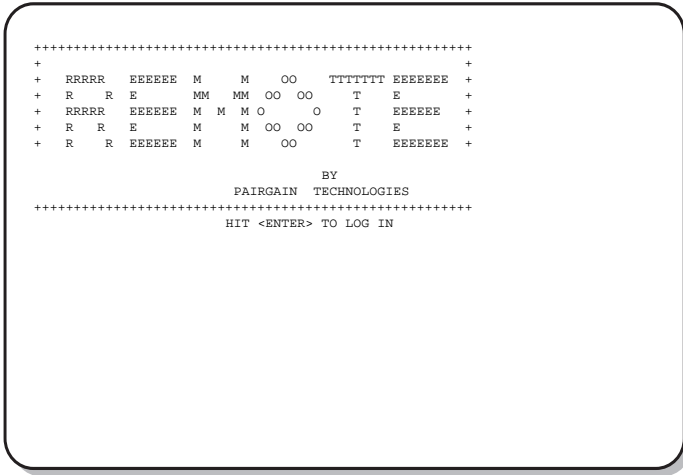 ++++++++++++++++++++++++++++++++++++++++++++++++++++++
+                                                     +
+   RRRRR   EEEEEE  M     M    OO    TTTTTTT EEEEEEE  +
+   R    R  E       MM   MM  OO  OO     T    E        +
+   RRRRR   EEEEEE  M  M  M O      O    T    EEEEEE   +
+   R   R   E       M     M  OO  OO     T    E        +
+   R    R  EEEEEE  M     M    OO       T    EEEEEEE  +
BY
PAIRGAIN  TECHNOLOGIES
++++++++++++++++++++++++++++++++++++++++++++++++++++++
HIT <ENTER> TO LOG IN